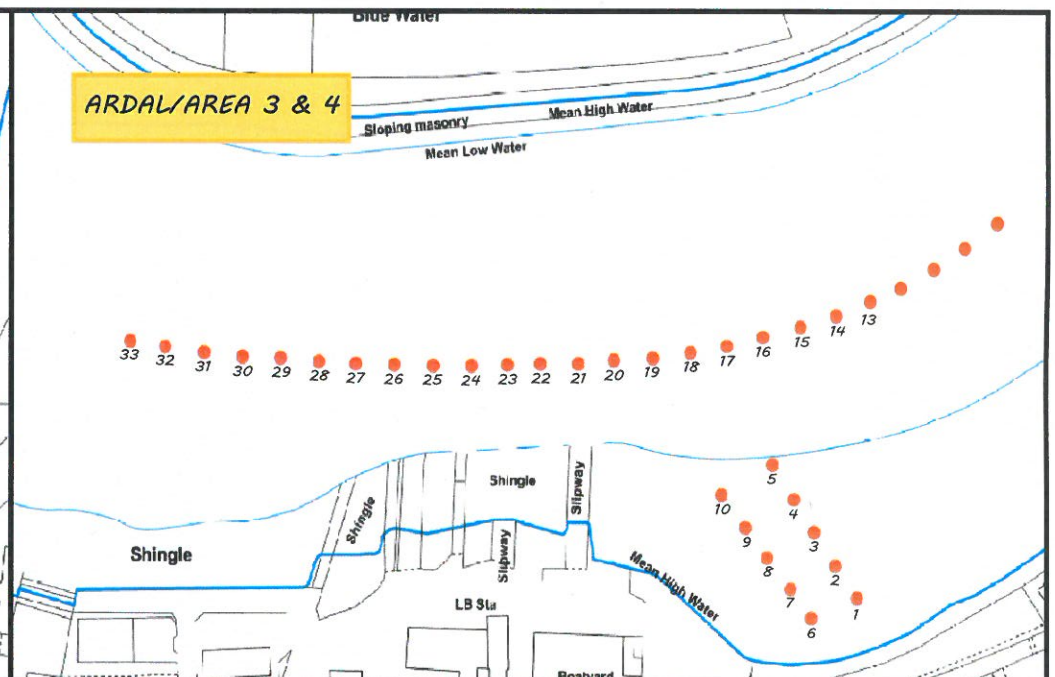 Blue Water
ARDAL/AREA 3 & 4
Sloping masonry
Mean High Water
Mean Low Water
13
14
15
16
17
18
19
20
21
22
23
24
25
26
27
28
29
30
31
32
33
Shingle
Slipway
Shingle
Shingle
Slipway
Mean High Water
LB Sta
Boatyard
5
4
3
2
1
10
9
8
7
6